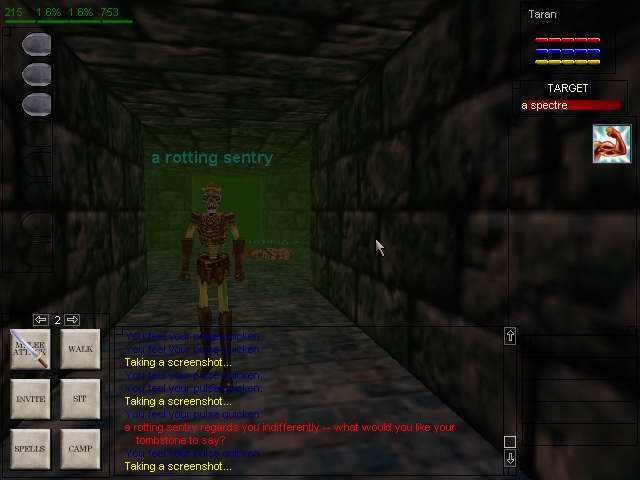 215 1.6% 1.6% 753
Taran
TARGET
a spectre
a rotting sentry
2
MELEE
ATTACK
WALK
INVITE
SIT
SPELLS
CAMP
You feel your pulse quicken.
You feel your pulse quicken.
Taking a screenshot...
You feel your pulse quicken.
You feel your pulse quicken.
Taking a screenshot...
You feel your pulse quicken.
a rotting sentry regards you indifferently -- what would you like your
tombstone to say?
You feel your pulse quicken.
Taking a screenshot...